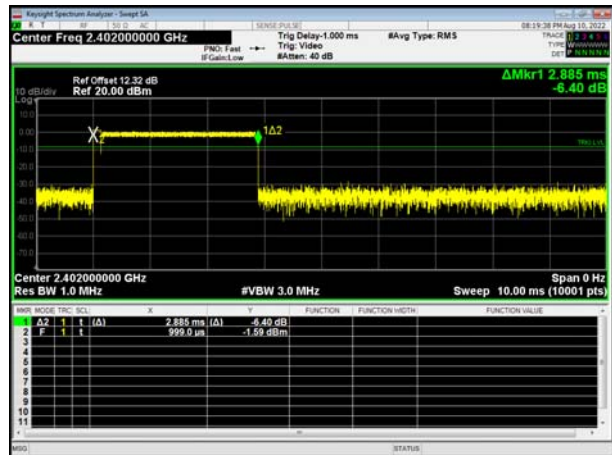 Keysight Spectrum Analyzer - Swept SA
R T RF 50 Ω AC SENSE:PULSE 08:19:38 PM Aug 10, 2022
Center Freq 2.402000000 GHz Trig Delay-1.000 ms #Avg Type: RMS TRACE 1 2 3 4 5 6
PNO: Fast Trig: Video TYPE W
IFGain:Low #Atten: 40 dB DET P N N N N N
ΔMkr1 2.885 ms
Ref Offset 12.32 dB
10 dB/div Ref 20.00 dBm -6.40 dB
Log
10.0
0.00 2 1Δ2
TRIG LVL
-10.0
-20.0
-30.0
-40.0
-50.0
-60.0
-70.0
Center 2.402000000 GHz Span 0 Hz
Res BW 1.0 MHz #VBW 3.0 MHz Sweep 10.00 ms (10001 pts)
MKR MODE TRC SCL X Y FUNCTION FUNCTION WIDTH FUNCTION VALUE
1 Δ2 1 t (Δ) 2.885 ms (Δ) -6.40 dB
2 F 1 t 999.0 μs -1.59 dBm
3
4
5
6
7
8
9
10
11
MSG STATUS